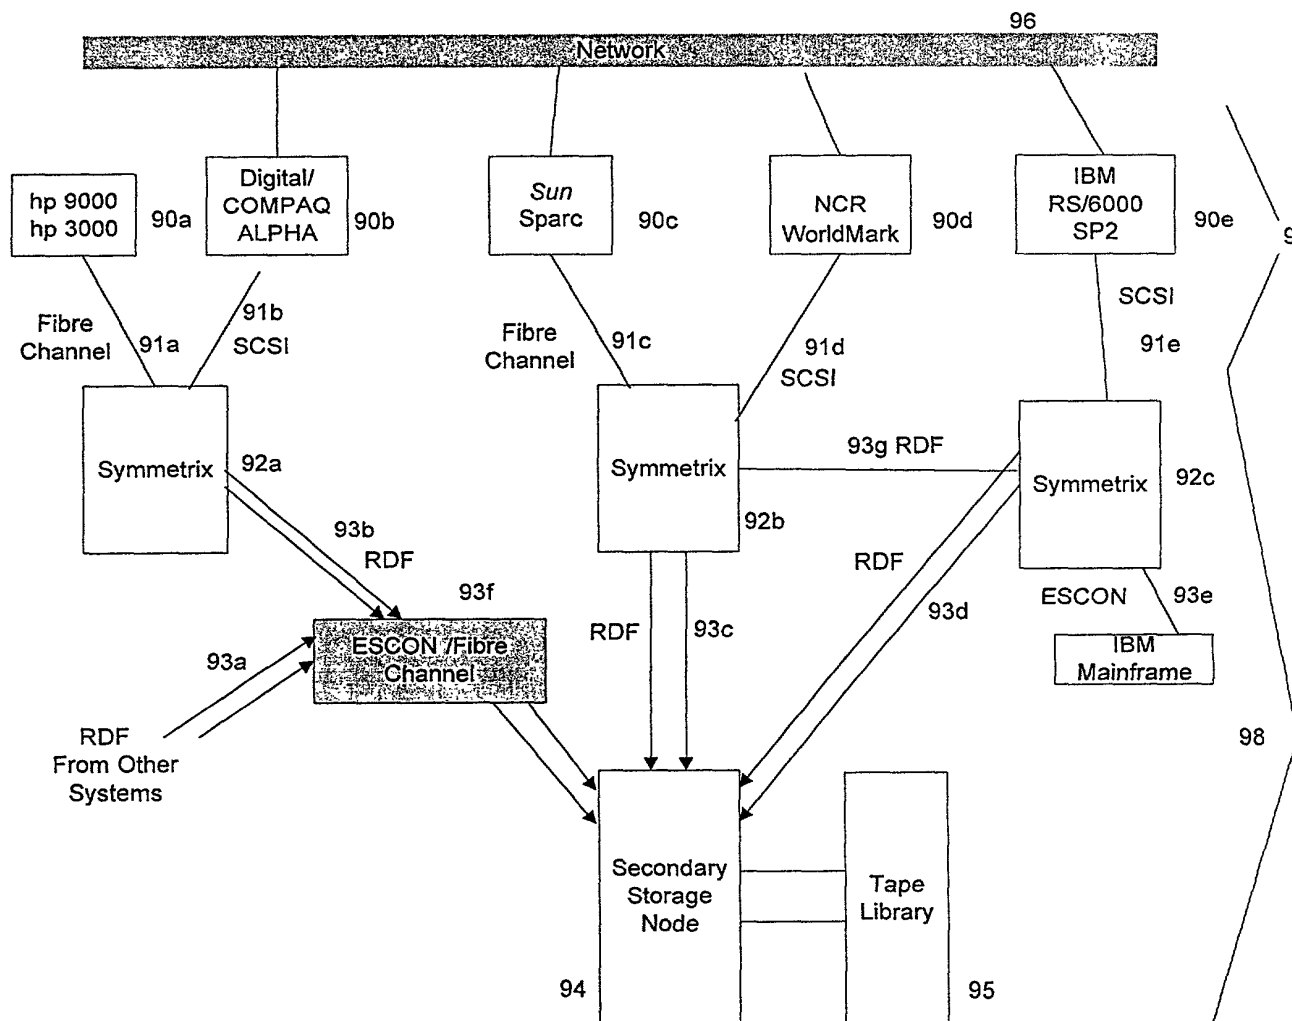 96
Network
hp 9000
hp 3000
90a
Digital/
COMPAQ
ALPHA
90b
Sun
Sparc
90c
NCR
WorldMark
90d
IBM
RS/6000
SP2
90e
9
Fibre
Channel
91a
91b
SCSI
Fibre
Channel
91c
91d
SCSI
SCSI
91e
Symmetrix
92a
Symmetrix
92b
93g RDF
Symmetrix
92c
93b
RDF
93f
ESCON /Fibre
Channel
93a
RDF
From Other
Systems
RDF
93c
RDF
93d
ESCON
93e
IBM
Mainframe
98
Secondary
Storage
Node
94
Tape
Library
95